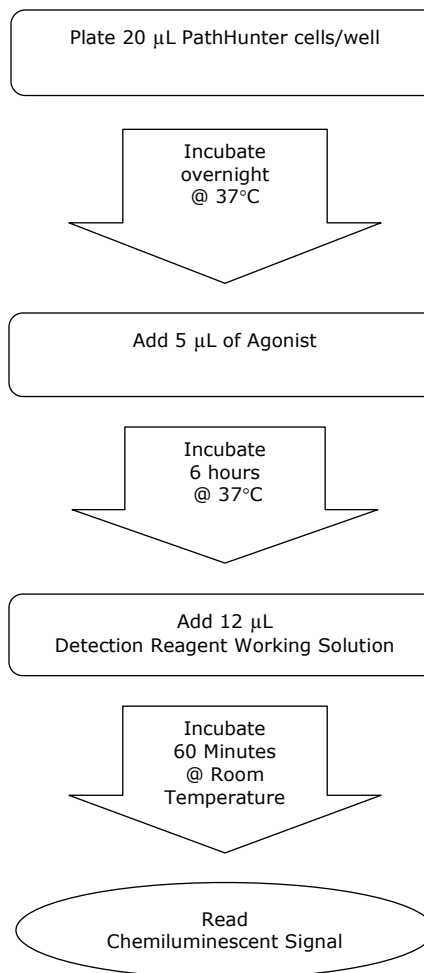 Plate 20 μL PathHunter cells/well
Incubate
overnight
@ 37°C
Add 5 μL of Agonist
Incubate
6 hours
@ 37°C
Add 12 μL
Detection Reagent Working Solution
Incubate
60 Minutes
@ Room
Temperature
Read
Chemiluminescent Signal